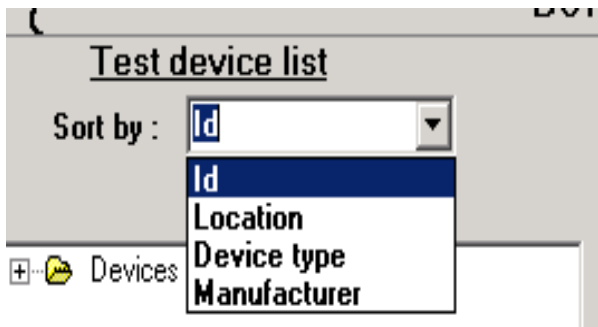 Test device list
Sort by : Id
Id
Location
Device type
Manufacturer
Devices